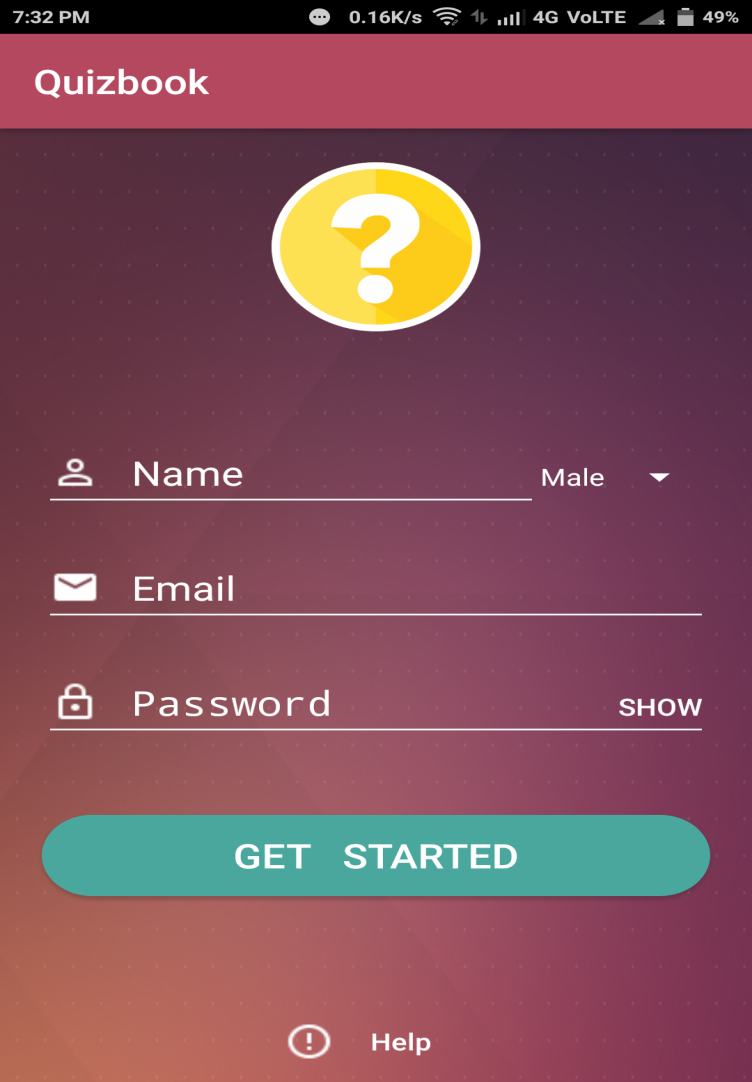 7:32 PM 0.16K/s 4G VoLTE 49%
Quizbook
?
Name Male
Email
Password SHOW
GET STARTED
! Help